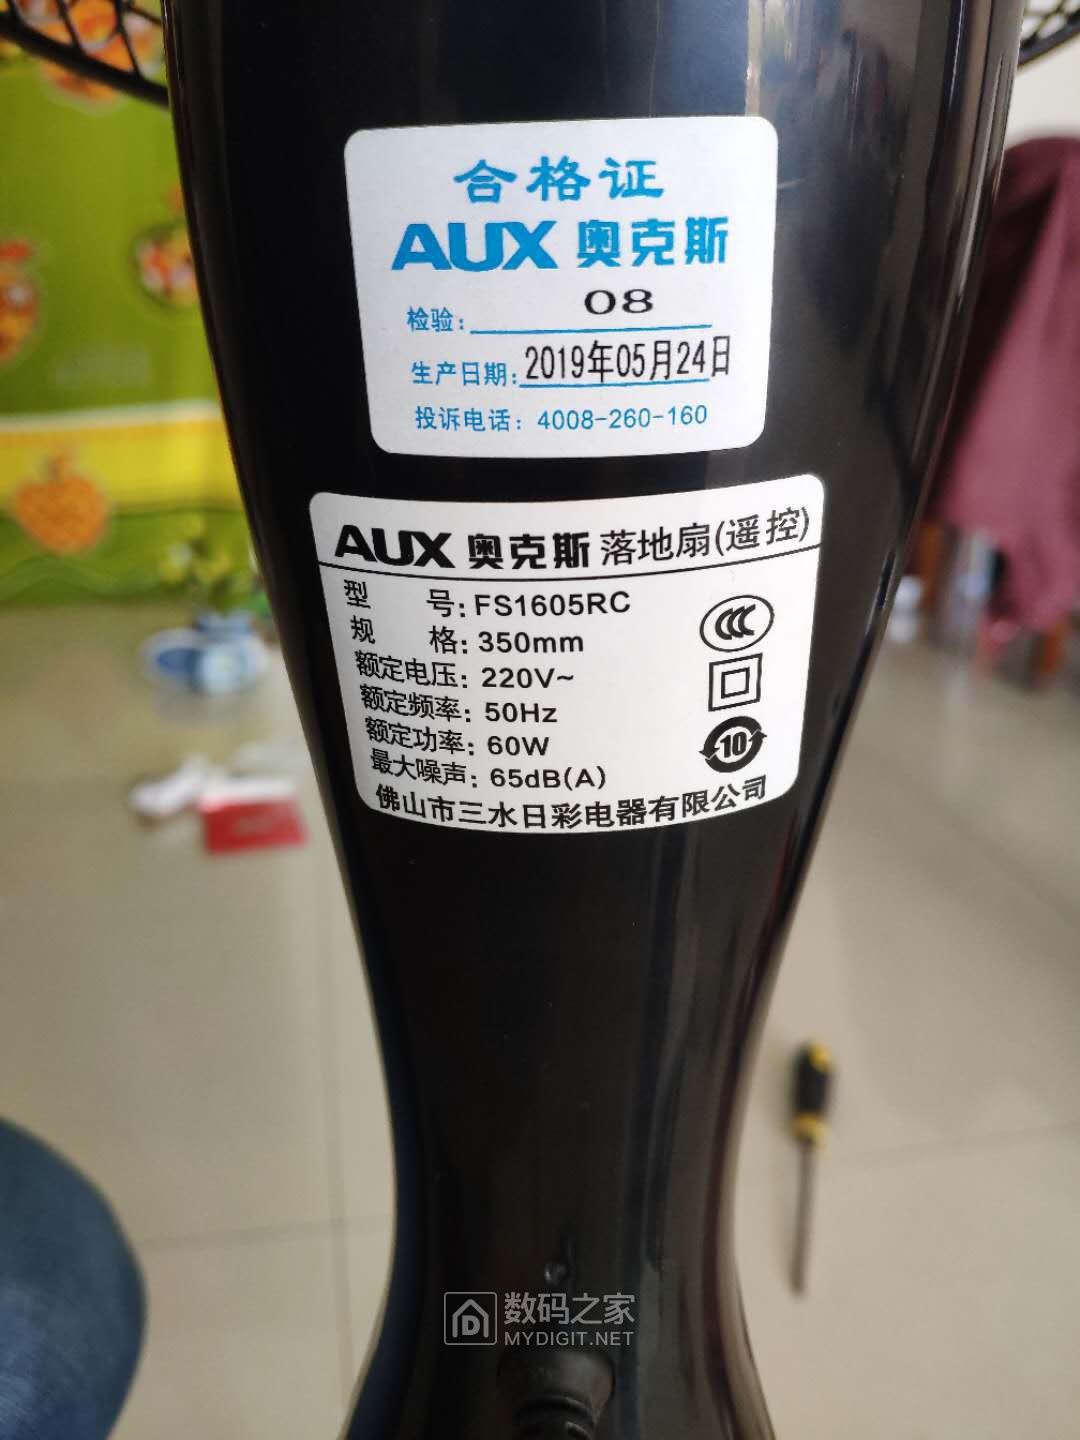 合格证
AUX 奥克斯
检验: 08
生产日期: 2019年05月24日
投诉电话: 4008-260-160
AUX 奥克斯 落地扇(遥控)
型 号: FS1605RC
规 格: 350mm
额定电压: 220V~
额定频率: 50Hz
额定功率: 60W
最大噪声: 65dB(A)
CCC
10
佛山市三水日彩电器有限公司
数码之家
MYDIGIT.NET